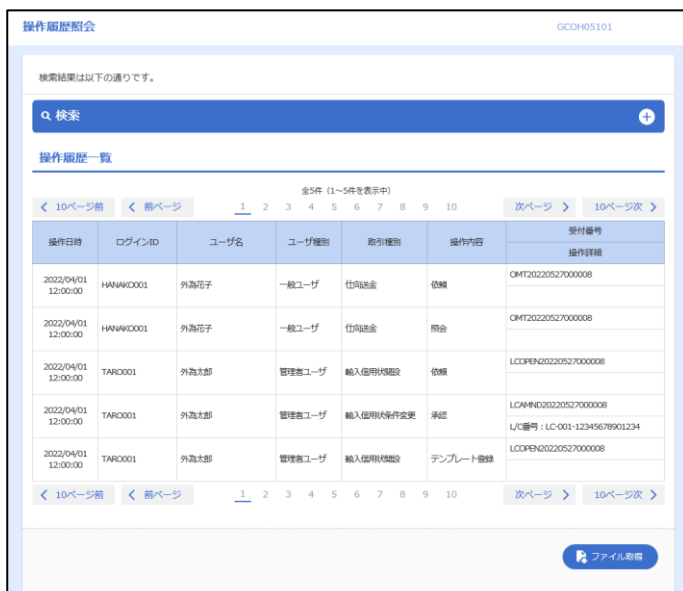 操作履歴照会
GCOH05101
検索結果は以下の通りです。
検索
操作履歴一覧
全5件（1～5件を表示中）
10ページ前 前ページ 1 2 3 4 5 6 7 8 9 10 次ページ 10ページ次
操作日時 ログインID ユーザ名 ユーザ種別 取引種別 操作内容 受付番号
操作詳細
2022/04/01 12:00:00 HANAKO001 外為花子 一般ユーザ 仕向送金 依頼 OMT20220527000008
2022/04/01 12:00:00 HANAKO001 外為花子 一般ユーザ 仕向送金 照会 OMT20220527000008
2022/04/01 12:00:00 TARO001 外為太郎 管理者ユーザ 輸入信用状開設 依頼 LCOPEN20220527000008
2022/04/01 12:00:00 TARO001 外為太郎 管理者ユーザ 輸入信用状条件変更 承認 LCAMND20220527000008
L/C番号：LC-001-12345678901234
2022/04/01 12:00:00 TARO001 外為太郎 管理者ユーザ 輸入信用状開設 テンプレート登録 LCOPEN20220527000008
10ページ前 前ページ 1 2 3 4 5 6 7 8 9 10 次ページ 10ページ次
ファイル取得